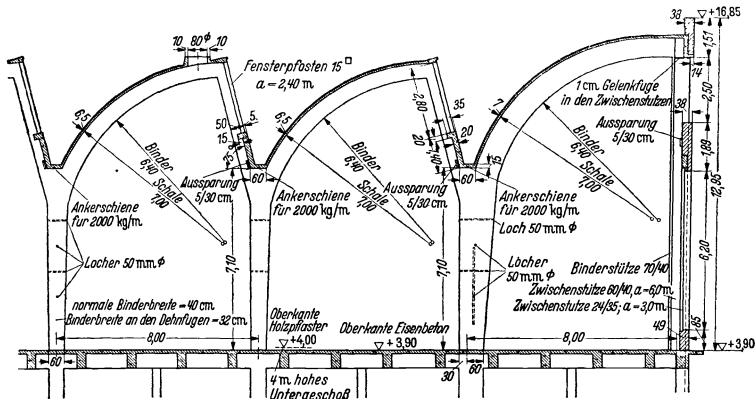 38
+16,85
10 80ϕ 10
1,51
14
Fensterpfosten 15 □
a = 2,40 m
1 cm Gelenkfuge
in den Zwischenstützen
2,50
38
Aussparung
5/30 cm
1,89
12,95
6,5
50
5
15
2,80
35
20
20
1,40
6,5
7
15
Binder
6,40
Schale
7,00
Binder
6,40
Schale
7,00
Binder
6,40
Schale
7,00
60
60
Ankerschiene
für 2000 kg/m
Aussparung
5/30 cm
Ankerschiene
für 2000 kg/m
Aussparung
5/30 cm
Ankerschiene
für 2000 kg/m
Loch 50 mm ϕ
Löcher 50 mm ϕ
7,10
7,10
Löcher
50 mm ϕ
6,20
Binderstütze 70/40
Zwischenstütze 60/40, a = 6,0 m
Zwischenstütze 24/35; a = 3,0 m
normale Binderbreite = 40 cm
Binderbreite an den Dehnfugen = 32 cm
8,00
Oberkante
Holzpflaster
+4,00
Oberkante Eisenbeton
+3,90
8,00
49
85
+3,90
60
4 m hohes
Untergeschoß
30
60